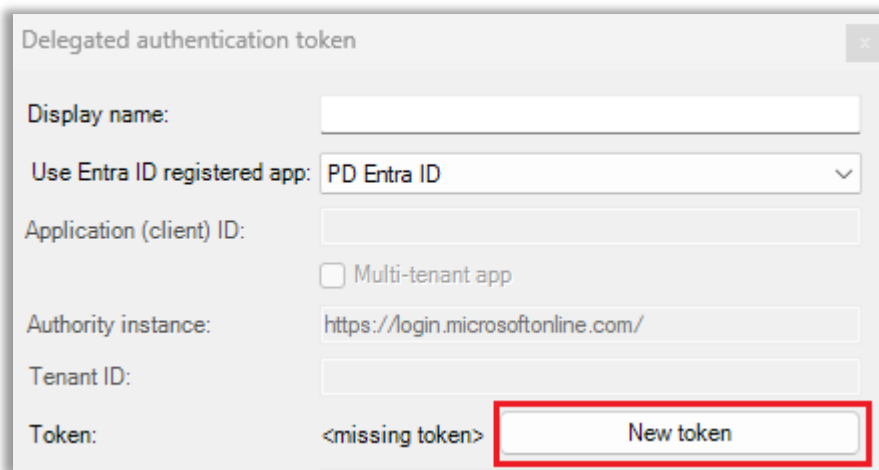 Delegated authentication token
x
Display name:
Use Entra ID registered app: PD Entra ID
Application (client) ID:
Multi-tenant app
Authority instance: https://login.microsoftonline.com/
Tenant ID:
Token: <missing token> New token